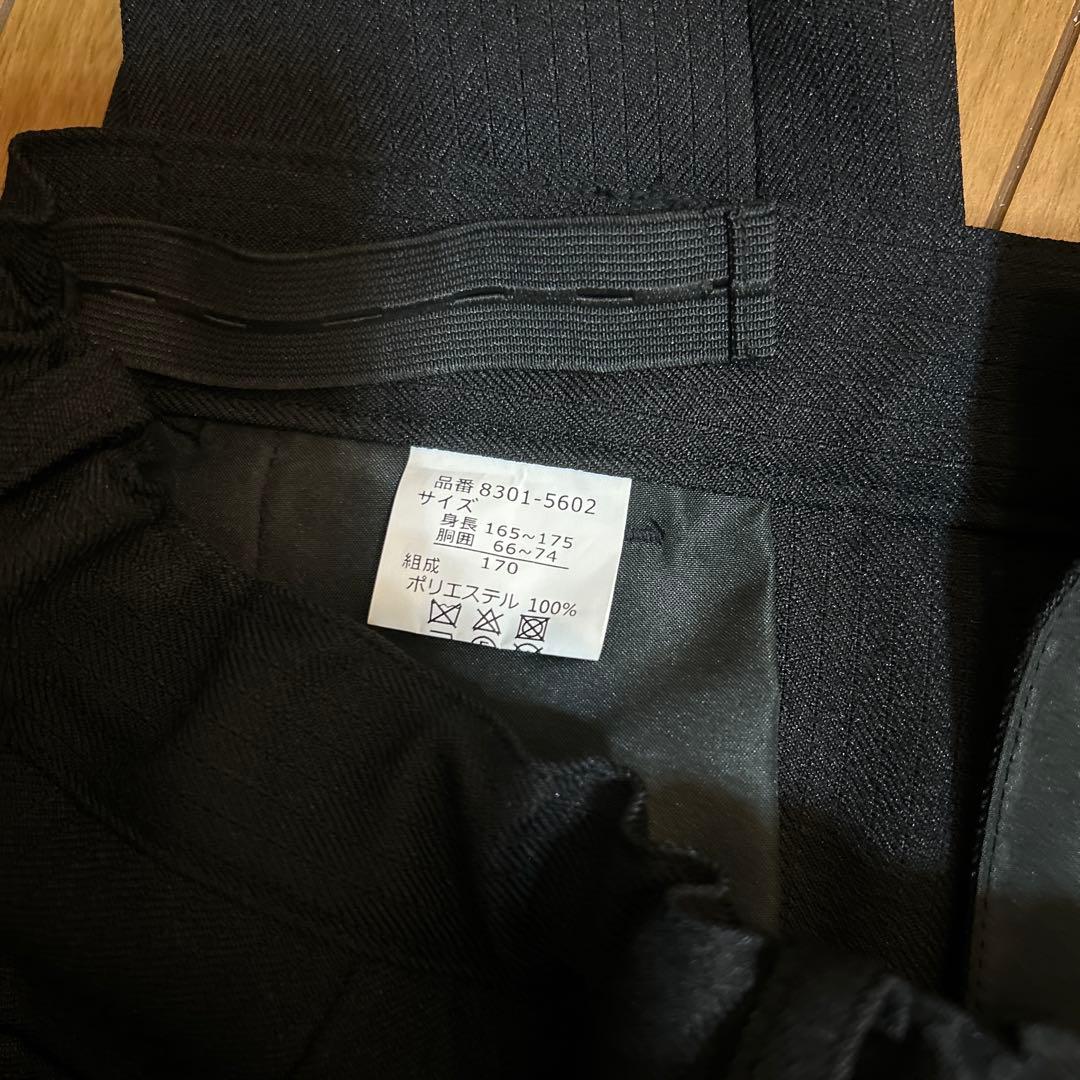 品番 8301-5602
サイズ
身長 165~175
胴囲 66~74
170
組成
ポリエステル 100%